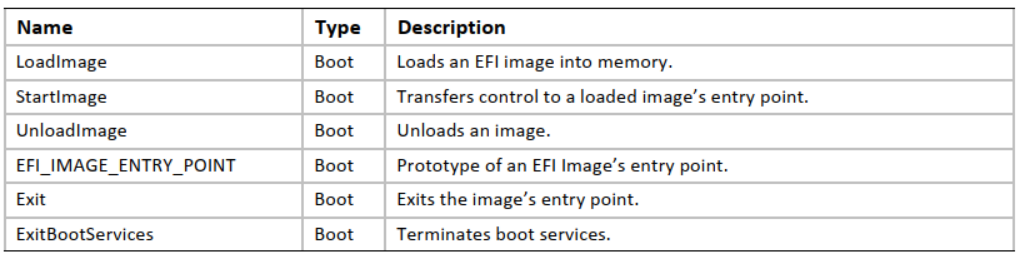 Name Type Description
LoadImage Boot Loads an EFI image into memory.
StartImage Boot Transfers control to a loaded image’s entry point.
UnloadImage Boot Unloads an image.
EFI_IMAGE_ENTRY_POINT Boot Prototype of an EFI Image’s entry point.
Exit Boot Exits the image’s entry point.
ExitBootServices Boot Terminates boot services.